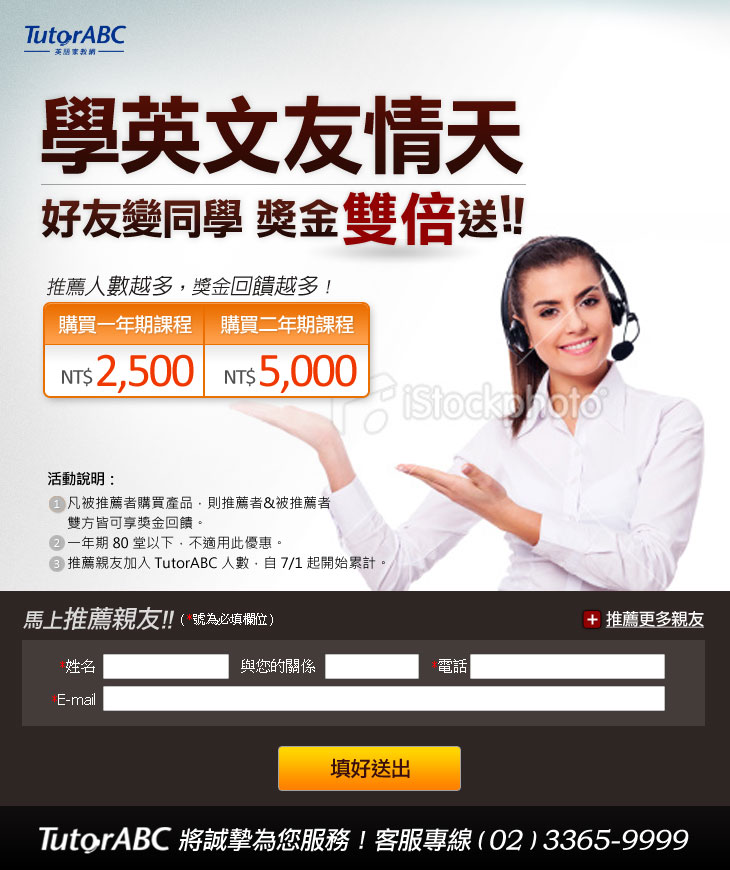 TutorABC
英語家教網
學英文友情天
好友變同學 獎金雙倍送!!
推薦人數越多，獎金回饋越多！
購買一年期課程 購買二年期課程
NT$2,500 NT$5,000
iStockphoto
活動說明：
1 凡被推薦者購買產品，則推薦者&被推薦者
雙方皆可享獎金回饋。
2 一年期 80 堂以下，不適用此優惠。
3 推薦親友加入 TutorABC 人數，自 7/1 起開始累計。
馬上推薦親友!! (*號為必填欄位) + 推薦更多親友
*姓名 與您的關係 *電話
*E-mail
填好送出
TutorABC 將誠摯為您服務！客服專線 (02) 3365-9999